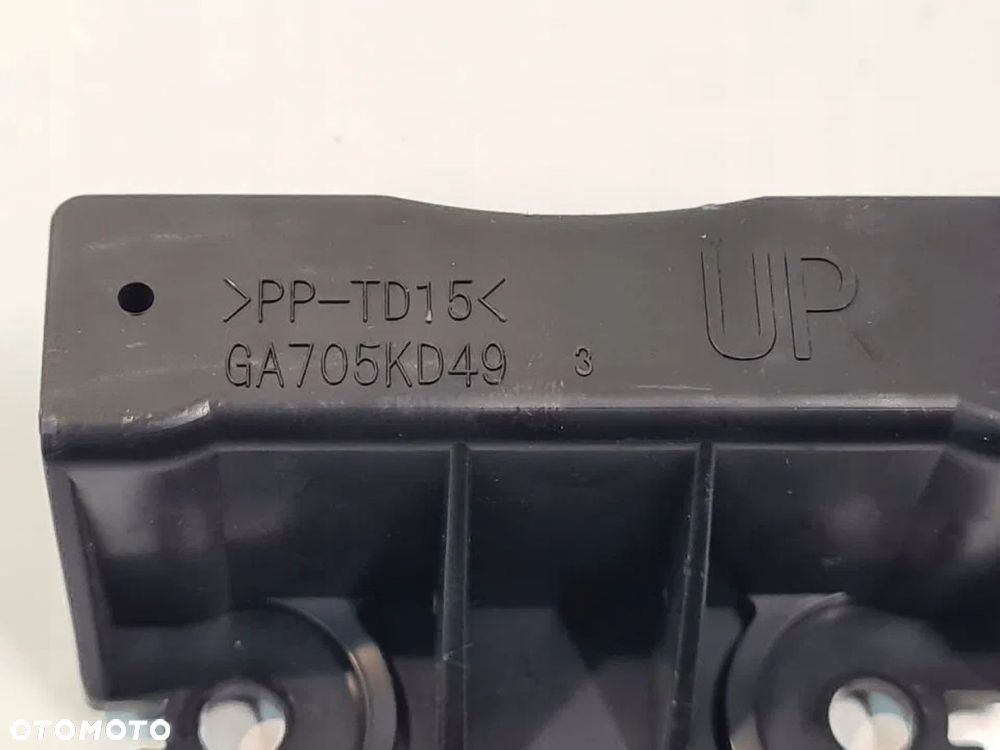 >PP-TD15<
GA705KD49 3
UP
OTOMOTO